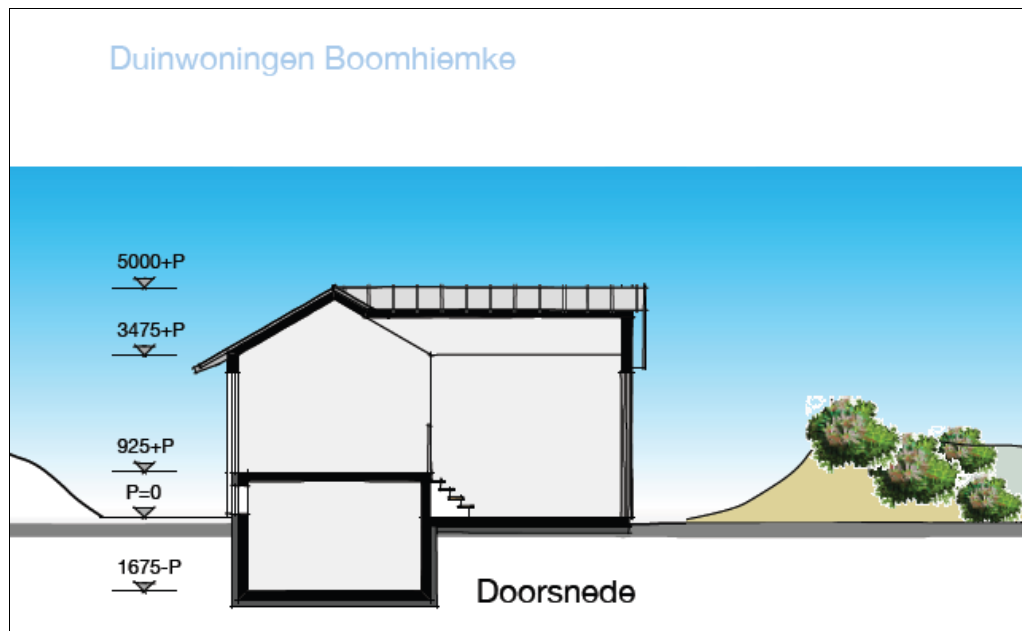 Duinwoningen Boomhiemke
5000+P
3475+P
925+P
P=0
1675-P
Doorsnede